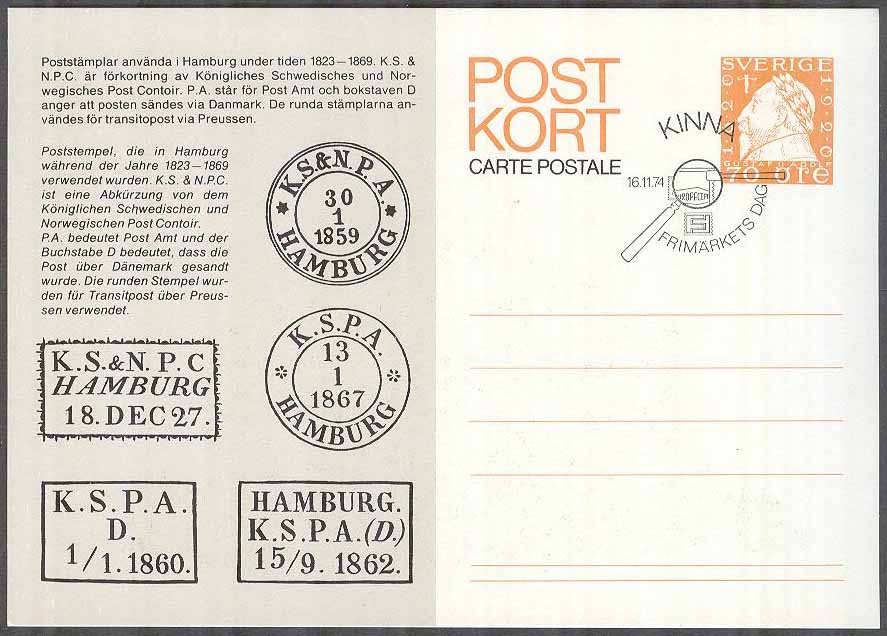 Poststämplar använda i Hamburg under tiden 1823—1869. K.S. &
N.P.C. är förkortning av Königliches Schwedisches und Nor-
wegisches Post Contoir. P.A. står för Post Amt och bokstaven D
anger att posten sändes via Danmark. De runda stämplarna an-
vändes för transitopost via Preussen.
Poststempel, die in Hamburg
während der Jahre 1823—1869
verwendet wurden. K.S. & N.P.C.
ist eine Abkürzung von dem
Königlichen Schwedischen und
Norwegischen Post Contoir.
P.A. bedeutet Post Amt und der
Buchstabe D bedeutet, dass die
Post über Dänemark gesandt
wurde. Die runden Stempel wur-
den für Transitpost über Preus-
sen verwendet.
K.S.&N.P.A.
30
1
1859
HAMBURG
K.S.P.A.
13
1
1867
HAMBURG
K.S.&N.P.C
HAMBURG
18.DEC 27.
K.S.P.A.
D.
1/1.1860.
HAMBURG.
K.S.P.A.(D.)
15/9. 1862.
POST
KORT
CARTE POSTALE
SVERIGE
1920
GUSTAF II ADOLF
70 öre
KINNA
16.11.74
FRIMÄRKETS DAG